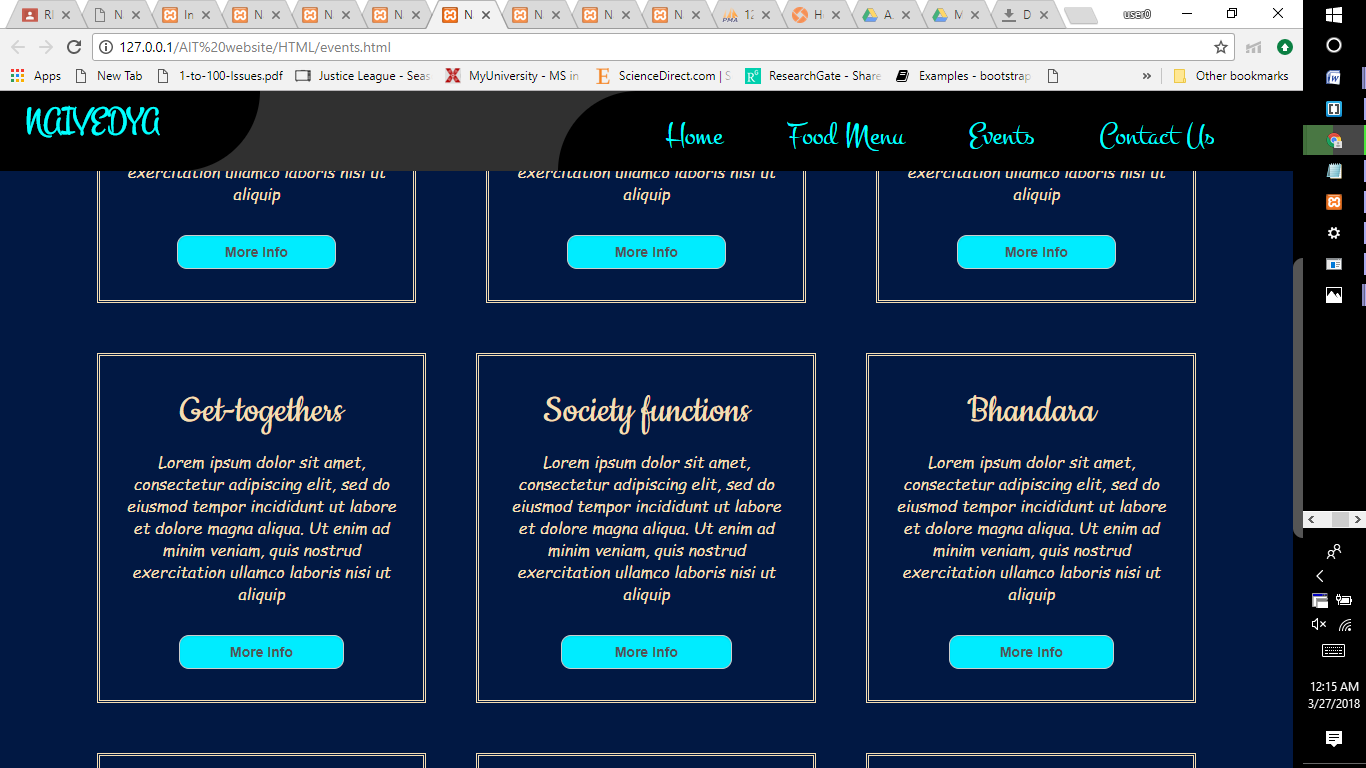 user0
127.0.0.1/AIT%20website/HTML/events.html
Apps
New Tab
1-to-100-Issues.pdf
Justice League - Seas
MyUniversity - MS in
ScienceDirect.com | S
ResearchGate - Share
Examples - bootstrap
»
Other bookmarks
NAIVEDYA
Home
Food Menu
Events
Contact Us
exercitation ullamco laboris nisi ut
aliquip
More Info
exercitation ullamco laboris nisi ut
aliquip
More Info
exercitation ullamco laboris nisi ut
aliquip
More Info
Get-togethers
Lorem ipsum dolor sit amet,
consectetur adipiscing elit, sed do
eiusmod tempor incididunt ut labore
et dolore magna aliqua. Ut enim ad
minim veniam, quis nostrud
exercitation ullamco laboris nisi ut
aliquip
More Info
Society functions
Lorem ipsum dolor sit amet,
consectetur adipiscing elit, sed do
eiusmod tempor incididunt ut labore
et dolore magna aliqua. Ut enim ad
minim veniam, quis nostrud
exercitation ullamco laboris nisi ut
aliquip
More Info
Bhandara
Lorem ipsum dolor sit amet,
consectetur adipiscing elit, sed do
eiusmod tempor incididunt ut labore
et dolore magna aliqua. Ut enim ad
minim veniam, quis nostrud
exercitation ullamco laboris nisi ut
aliquip
More Info
12:15 AM
3/27/2018